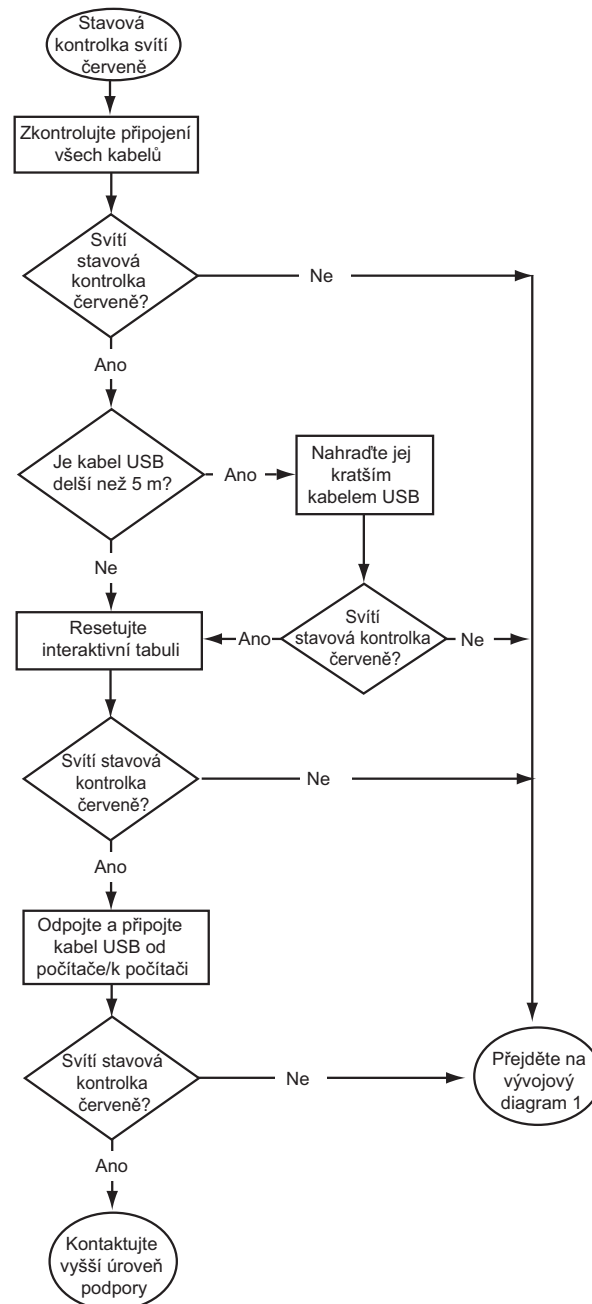 Stavová
kontrolka svítí
červeně
Zkontrolujte připojení
všech kabelů
Svítí
stavová
kontrolka
červeně?
Ne
Ano
Je kabel USB
delší než 5 m?
Ano
Nahraďte jej
kratším
kabelem USB
Ne
Svítí
stavová kontrolka
červeně?
Ano
Ne
Resetujte
interaktivní tabuli
Svítí stavová
kontrolka
červeně?
Ne
Ano
Odpojte a připojte
kabel USB od
počítače/k počítači
Svítí stavová
kontrolka
červeně?
Ne
Přejděte na
vývojový
diagram 1
Ano
Kontaktujte
vyšší úroveň
podpory